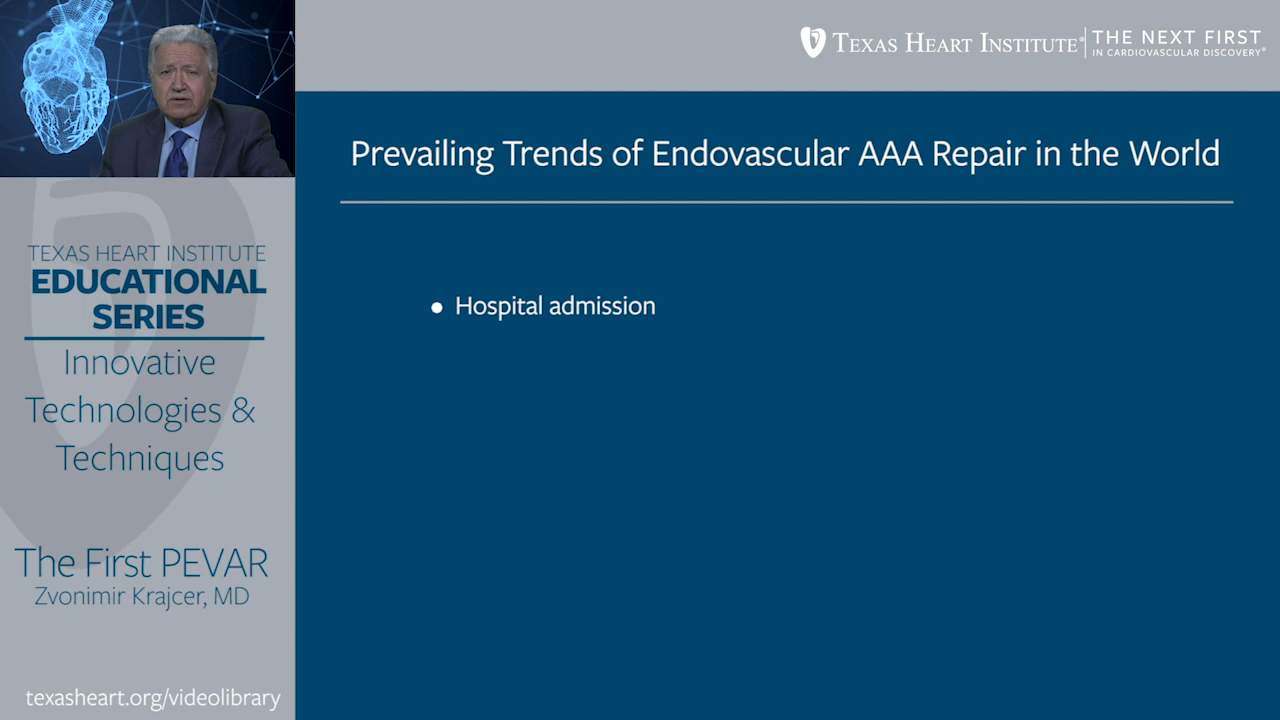 TEXAS HEART INSTITUTE®
THE NEXT FIRST
IN CARDIOVASCULAR DISCOVERY®
Prevailing Trends of Endovascular AAA Repair in the World
• Hospital admission
TEXAS HEART INSTITUTE
EDUCATIONAL
SERIES
Innovative
Technologies &
Techniques
The First PEVAR
Zvonimir Krajcer, MD
texasheart.org/videolibrary